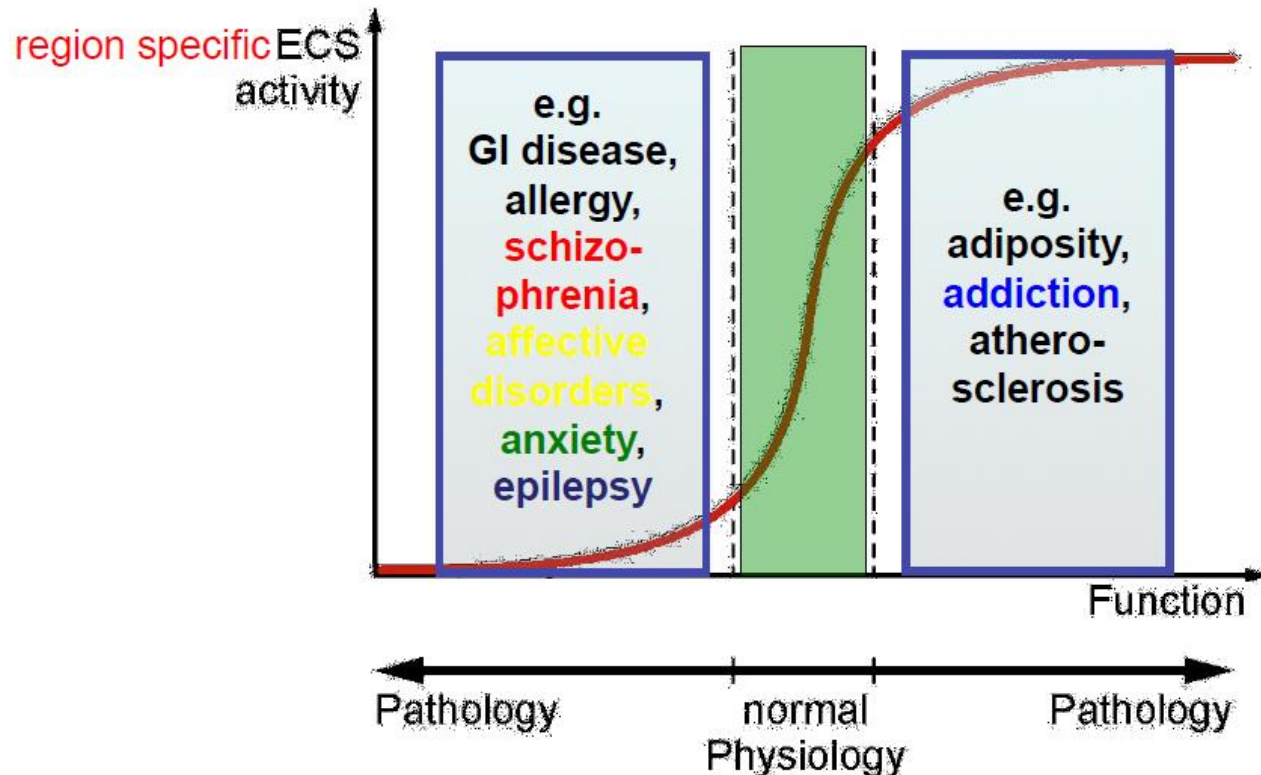 region specific ECS
activity
e.g.
GI disease,
allergy,
schizo-
phrenia,
affective
disorders,
anxiety,
epilepsy
e.g.
adiposity,
addiction,
athero-
sclerosis
Function
Pathology
normal
Physiology
Pathology